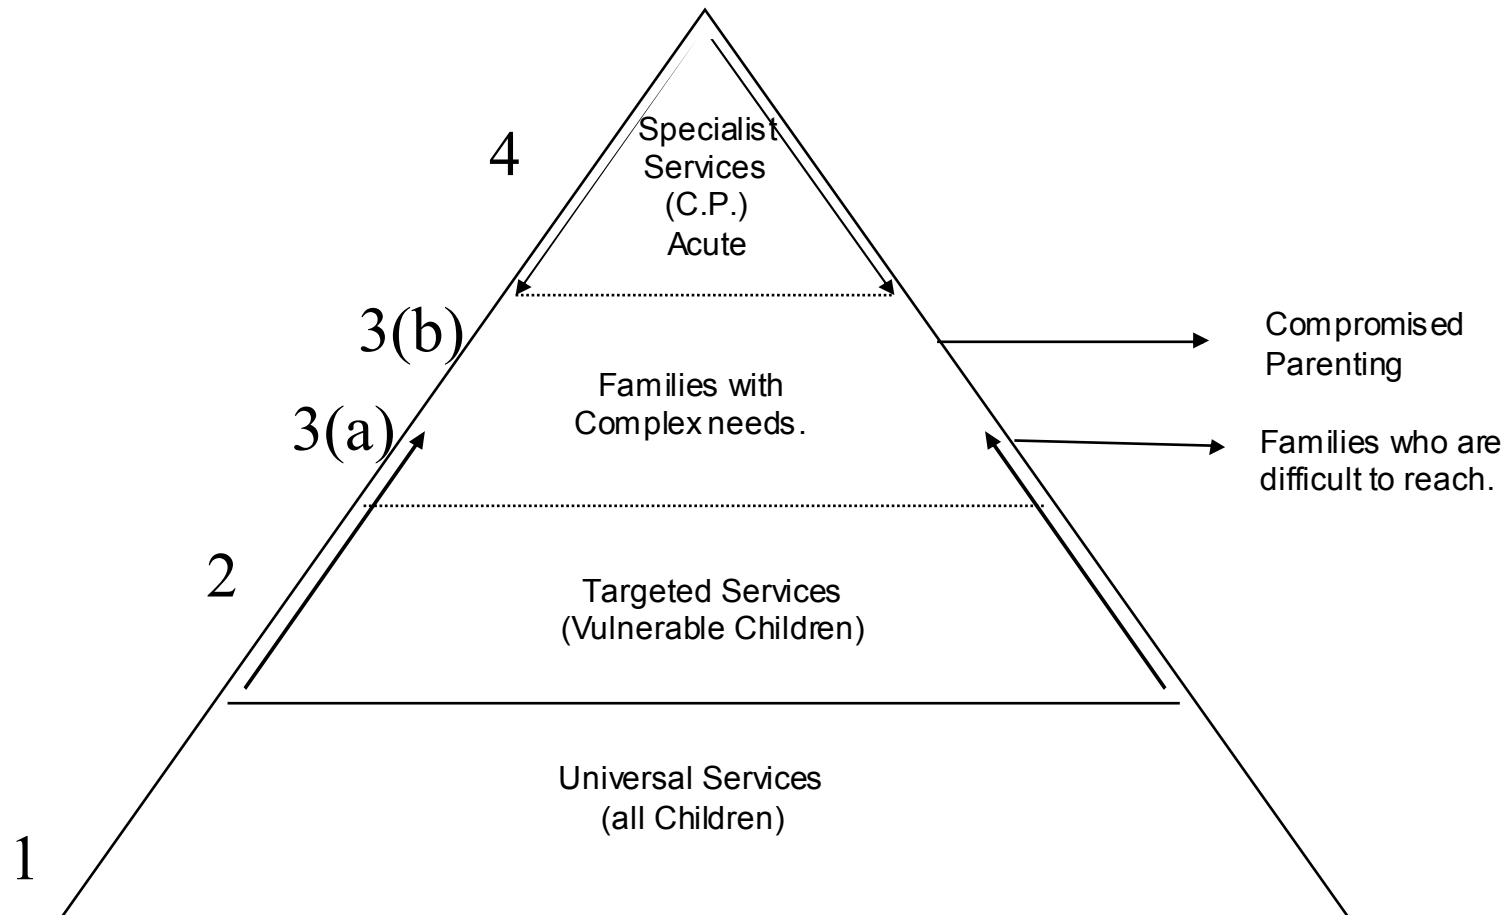 4
Specialist
Services
(C.P.)
Acute
3(b)
Compromised
Parenting
3(a)
Families with
Complex needs.
Families who are
difficult to reach.
2
Targeted Services
(Vulnerable Children)
Universal Services
(all Children)
1